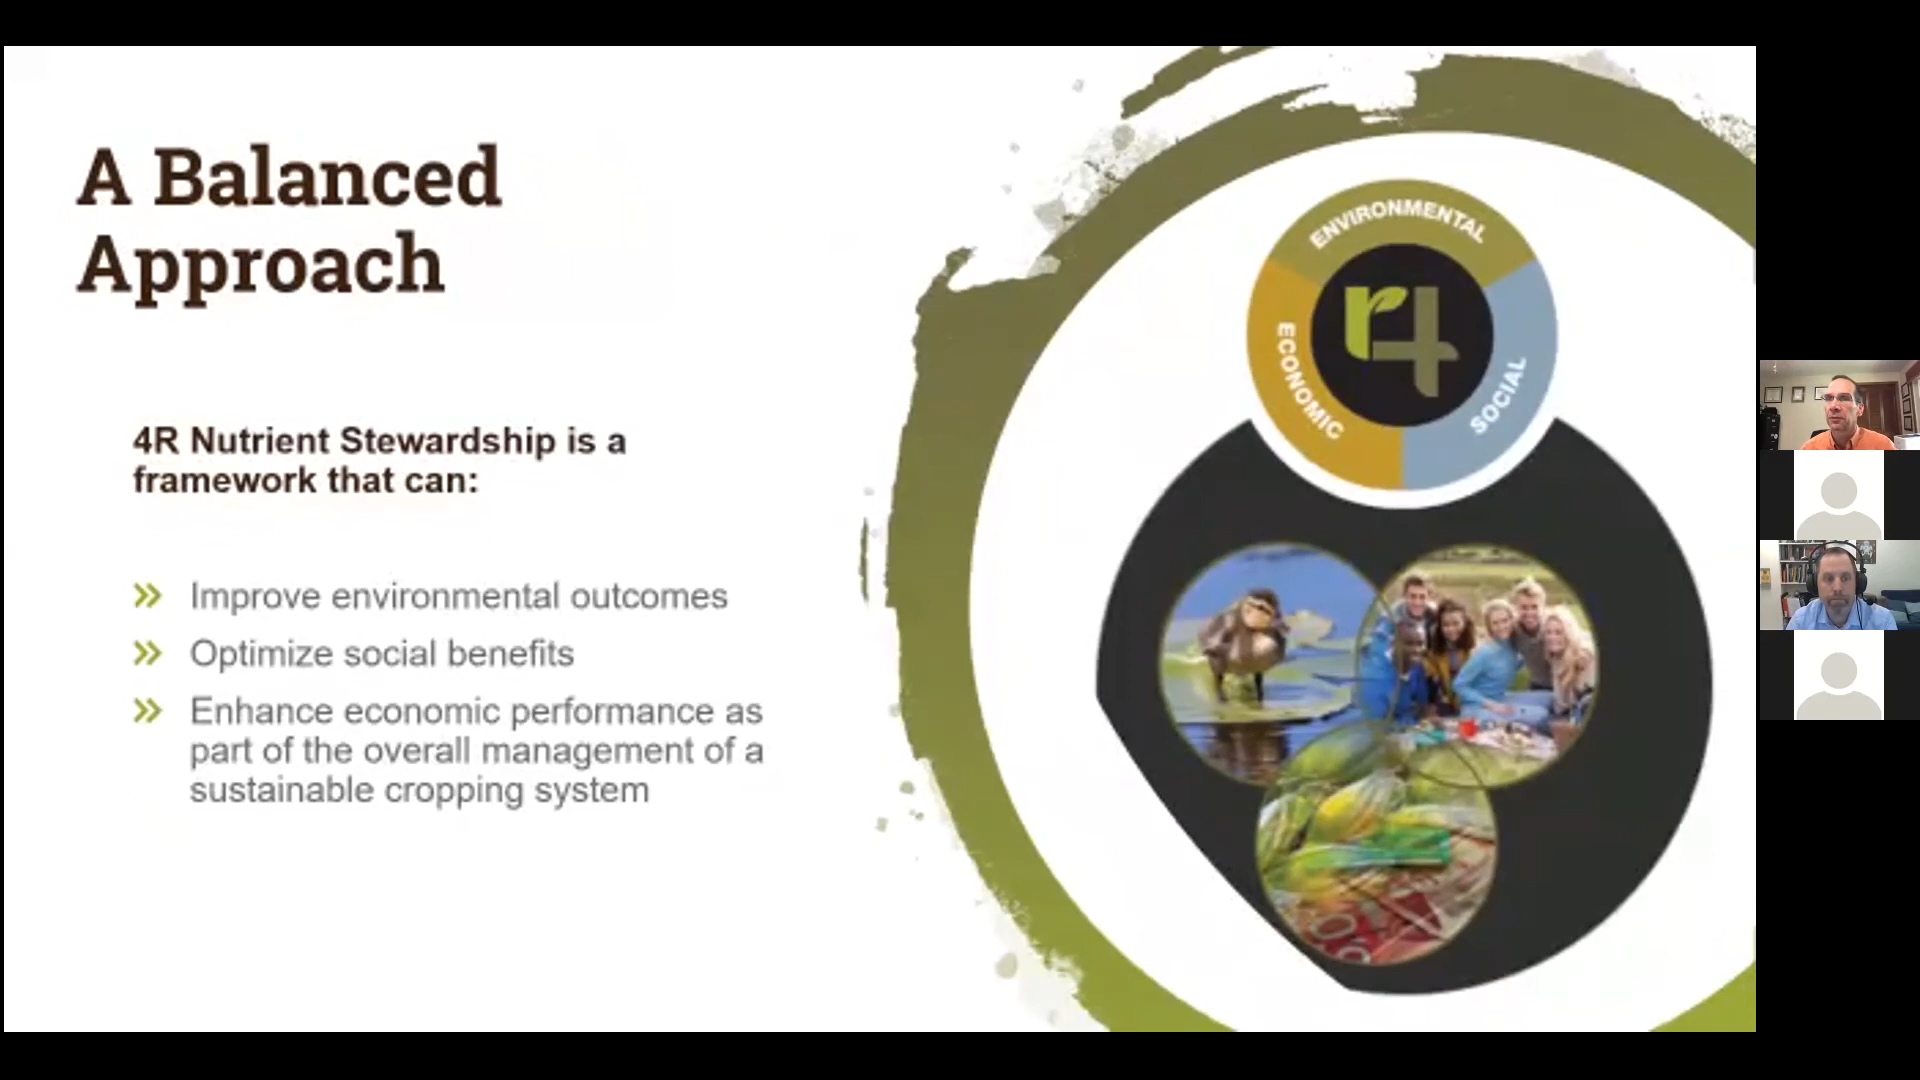 A Balanced
Approach
4R Nutrient Stewardship is a
framework that can:
Improve environmental outcomes
Optimize social benefits
Enhance economic performance as
part of the overall management of a
sustainable cropping system
ENVIRONMENTAL
ECONOMIC
SOCIAL
r4